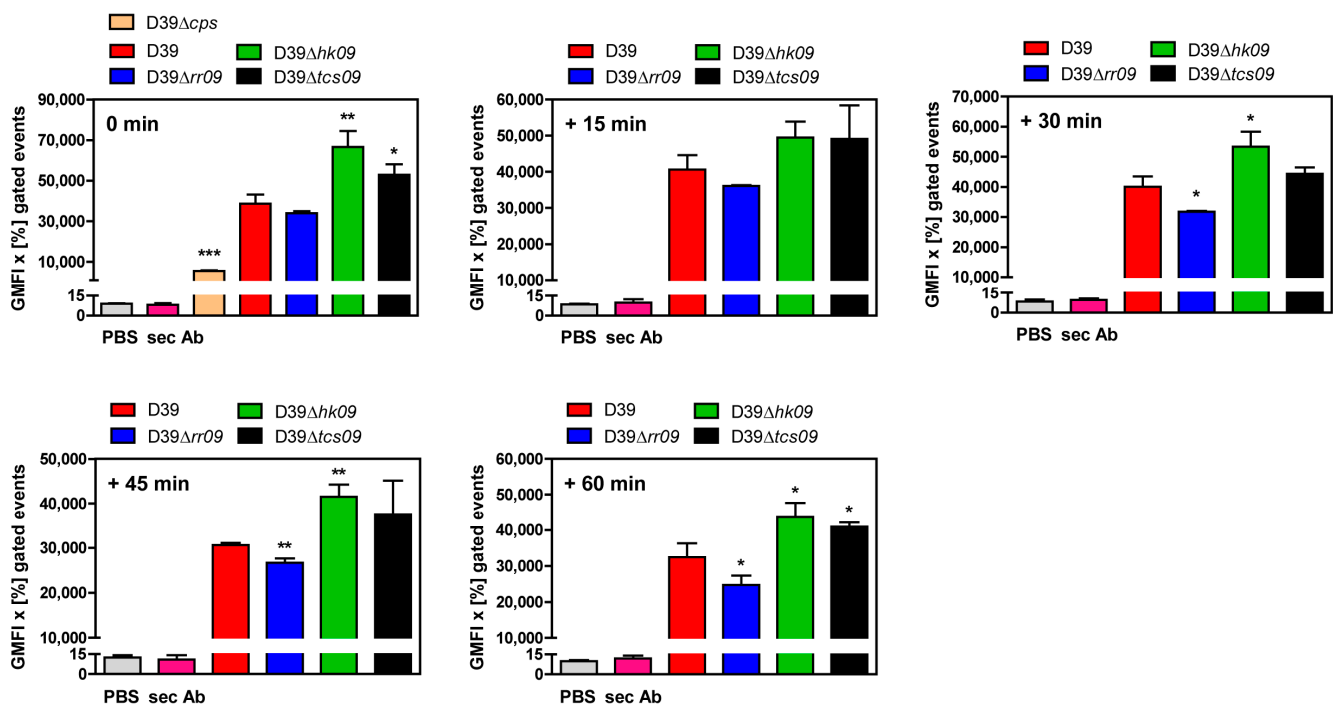 D39Δcps
D39 D39Δhk09
D39Δrr09 D39Δtcs09
GMFI x [%] gated events
90,000
70,000
50,000
30,000
10,000
15
0
0 min
***
**
*
PBS sec Ab
D39 D39Δhk09
D39Δrr09 D39Δtcs09
GMFI x [%] gated events
60,000
50,000
40,000
30,000
20,000
10,000
15
0
+ 15 min
PBS sec Ab
D39 D39Δhk09
D39Δrr09 D39Δtcs09
GMFI x [%] gated events
70,000
60,000
50,000
40,000
30,000
20,000
10,000
15
0
+ 30 min
*
*
PBS sec Ab
D39 D39Δhk09
D39Δrr09 D39Δtcs09
GMFI x [%] gated events
50,000
40,000
30,000
20,000
10,000
15
0
+ 45 min
**
**
PBS sec Ab
D39 D39Δhk09
D39Δrr09 D39Δtcs09
GMFI x [%] gated events
60,000
50,000
40,000
30,000
20,000
10,000
15
0
+ 60 min
*
*
*
PBS sec Ab